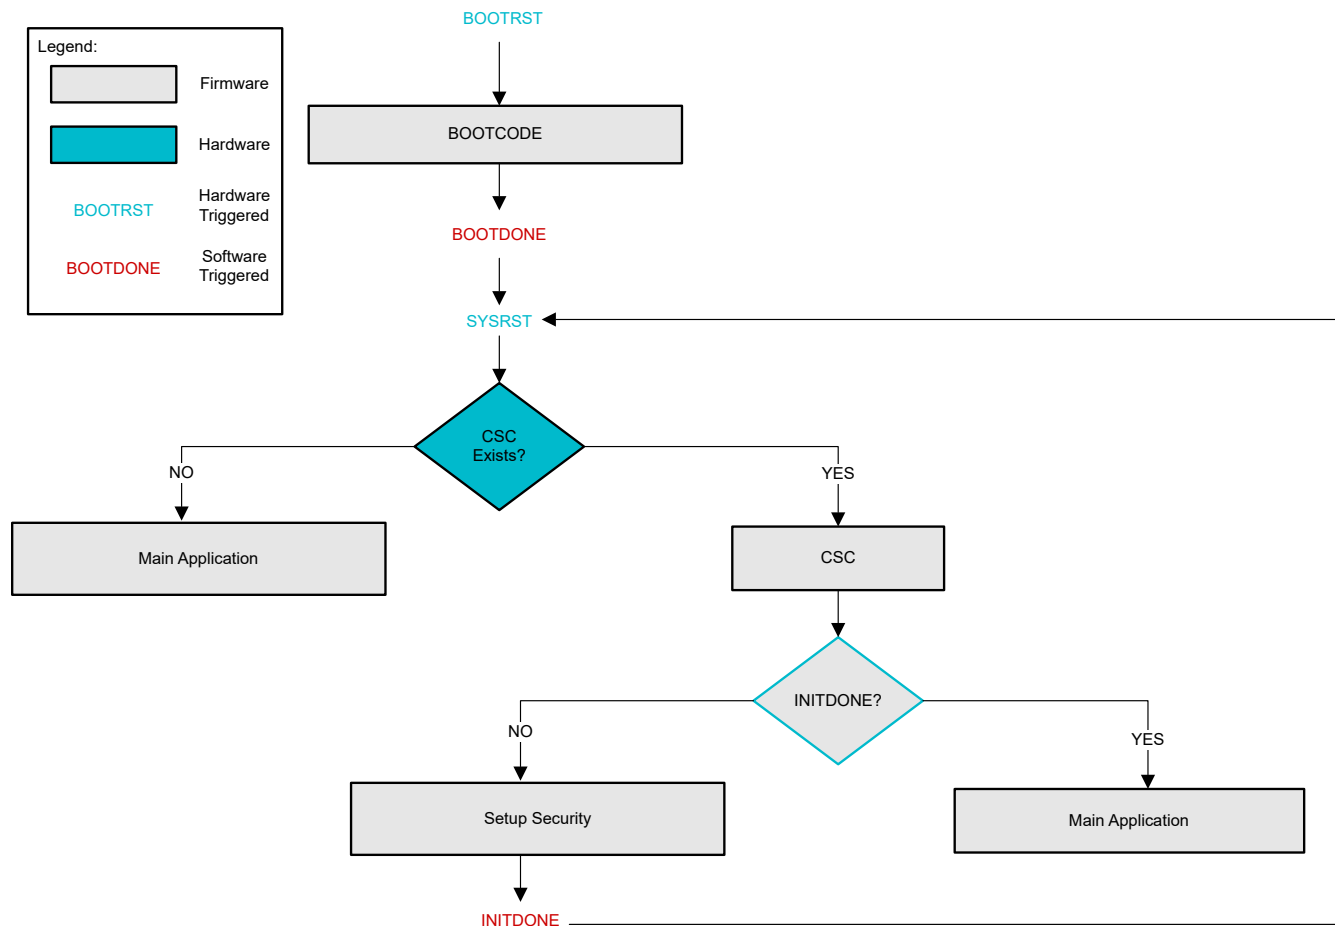 BOOTRST
Legend:
Firmware
Hardware
BOOTRST
Hardware
Triggered
BOOTDONE
Software
Triggered
BOOTCODE
BOOTDONE
SYSRST
CSC
Exists?
NO
YES
Main Application
CSC
INITDONE?
NO
YES
Setup Security
Main Application
INITDONE